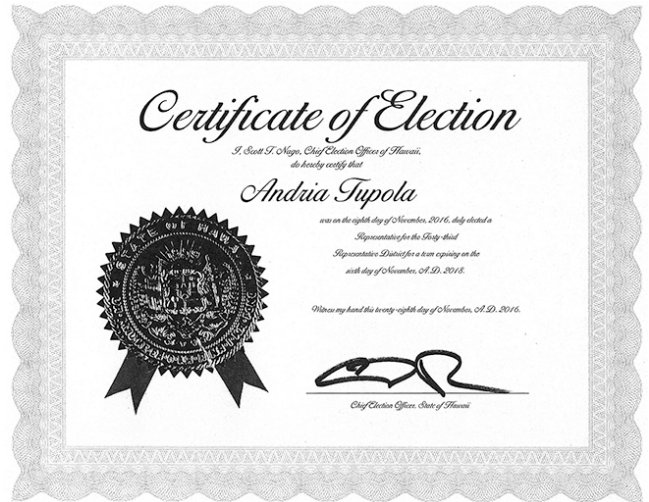 Certificate of Election
I, Scott T. Nago, Chief Election Officer of Hawaii,
do hereby certify that
Andria Tupola
was on the eighth day of November, 2016, duly elected a
Representative for the Forty-third
Representative District for a term expiring on the
sixth day of November, A.D. 2018.
Witness my hand this twenty-eighth day of November, A.D. 2016.
Chief Election Officer, State of Hawaii
STATE OF HAWAII